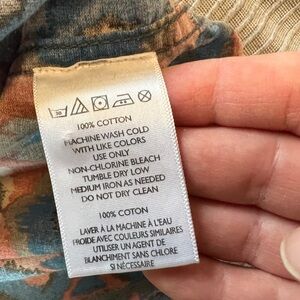 100% COTTON
MACHINE WASH COLD
WITH LIKE COLORS
USE ONLY
NON-CHLORINE BLEACH
TUMBLE DRY LOW
MEDIUM IRON AS NEEDED
DO NOT DRY CLEAN
100% COTON
LAVER À LA MACHINE À L'EAU
FROIDE AVEC COULEURS SIMILAIRES
UTILISER UN AGENT DE
BLANCHIMENT SANS CHLORE
SI NÉCESSAIRE